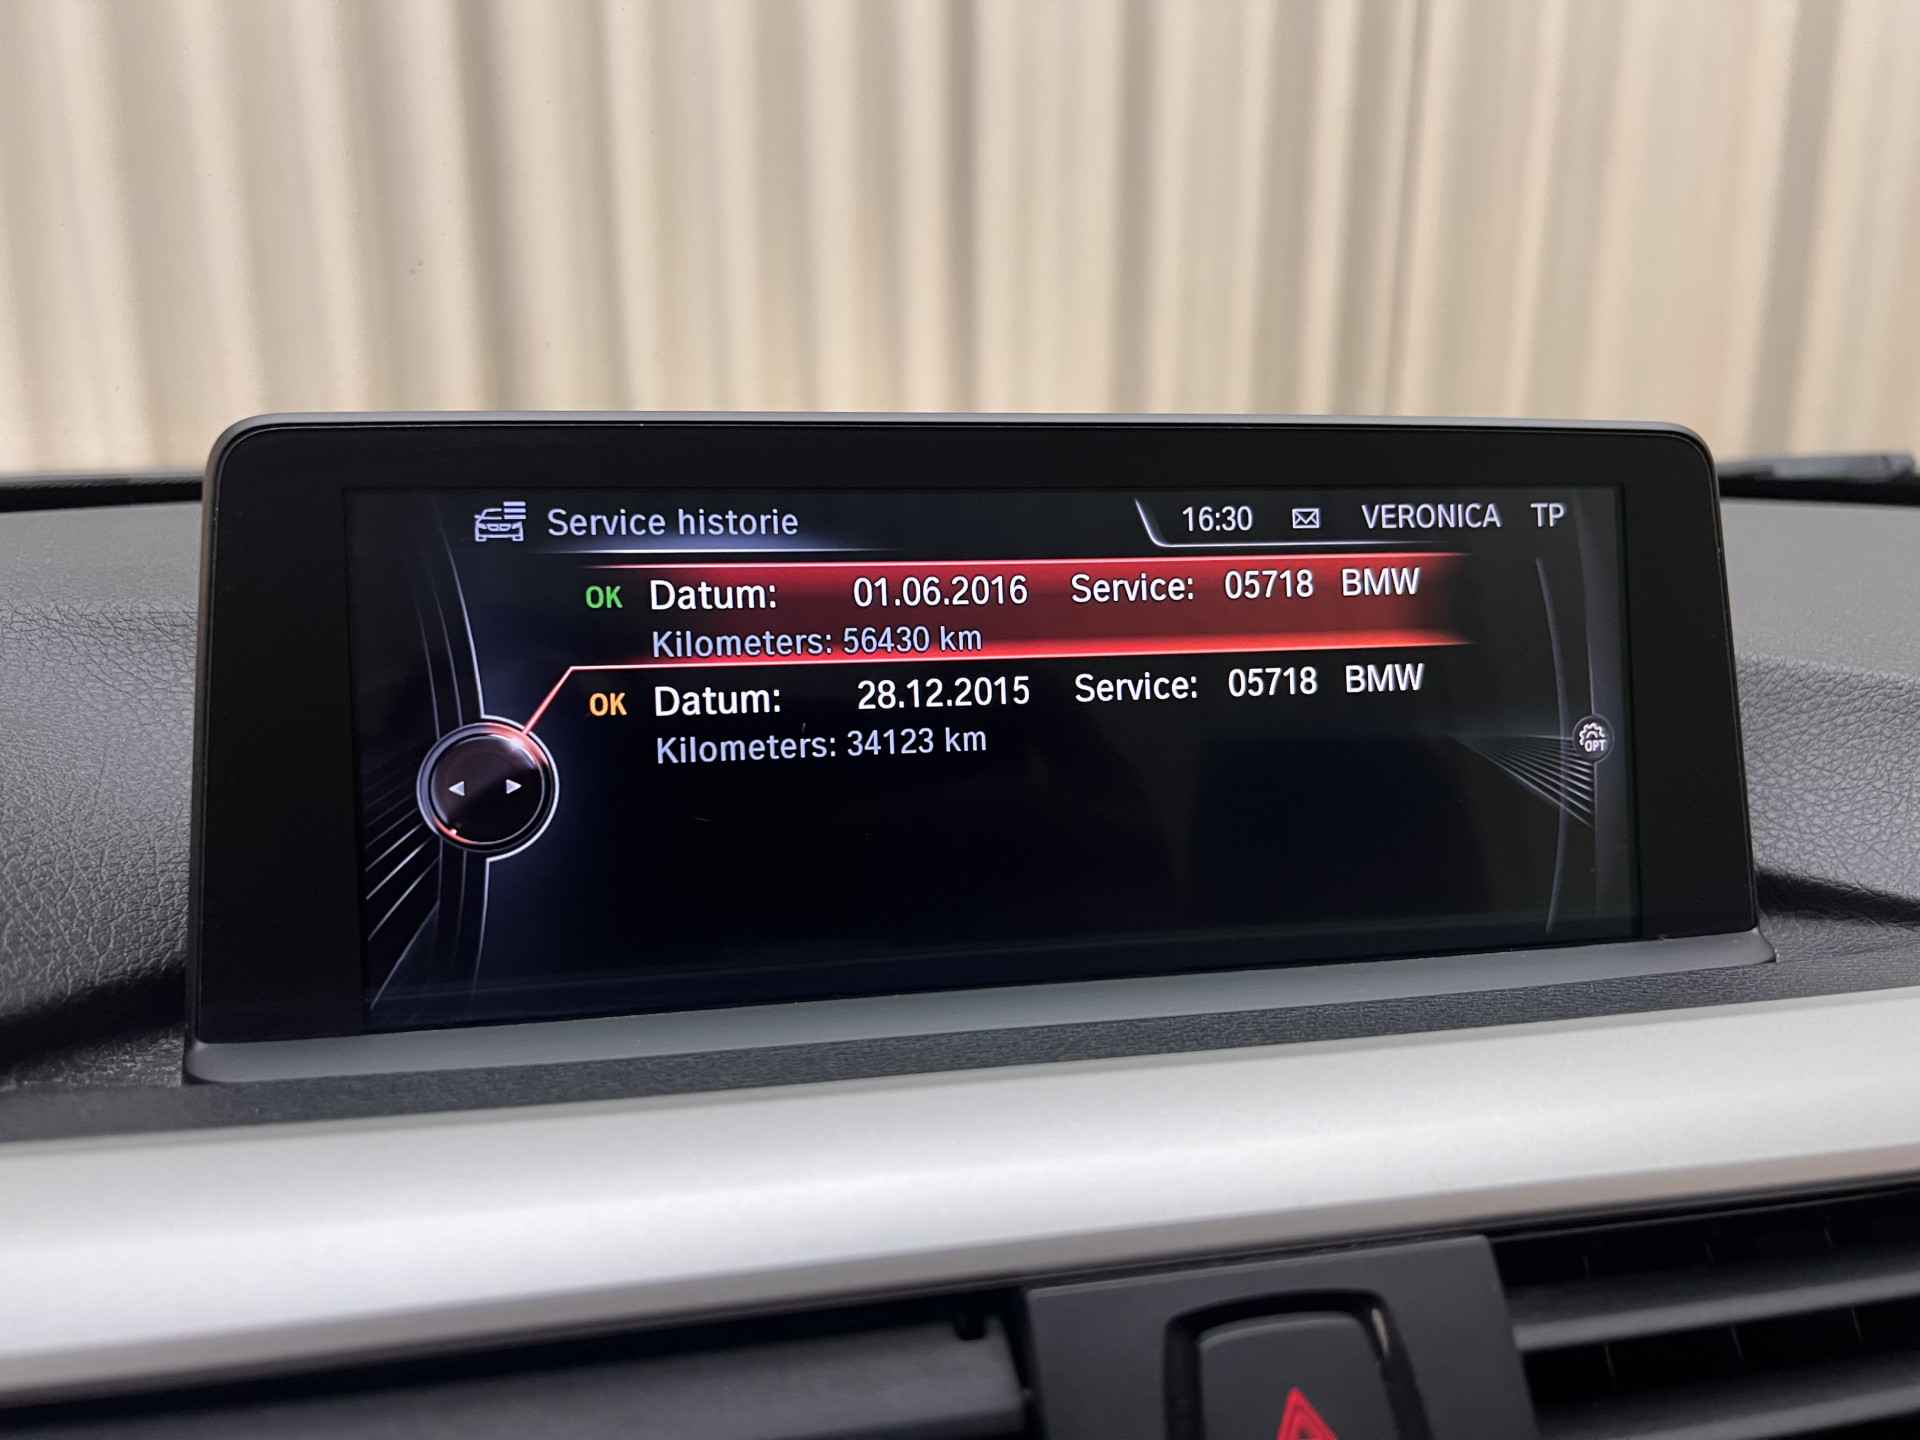 Service historie 16:30 VERONICA TP
OK Datum: 01.06.2016 Service: 05718 BMW
Kilometers: 56430 km
OK Datum: 28.12.2015 Service: 05718 BMW
Kilometers: 34123 km
OPT